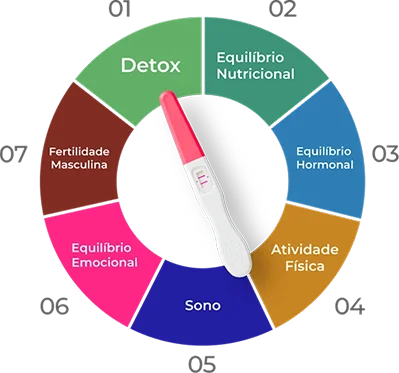 01
Detox
02
Equilíbrio
Nutricional
03
Equilíbrio
Hormonal
04
Atividade
Física
05
Sono
06
Equilíbrio
Emocional
07
Fertilidade
Masculina